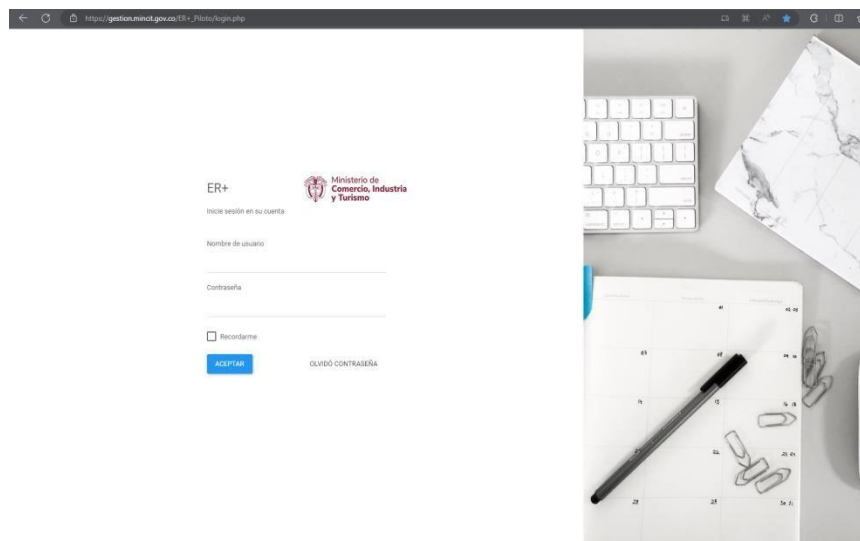 https://gestion.mincit.gov.co/ER+_Piloto/login.php
ER+
Ministerio de
Comercio, Industria
y Turismo
Inicie sesión en su cuenta
Nombre de usuario
Contraseña
Recordarme
ACEPTAR
OLVIDÓ CONTRASEÑA